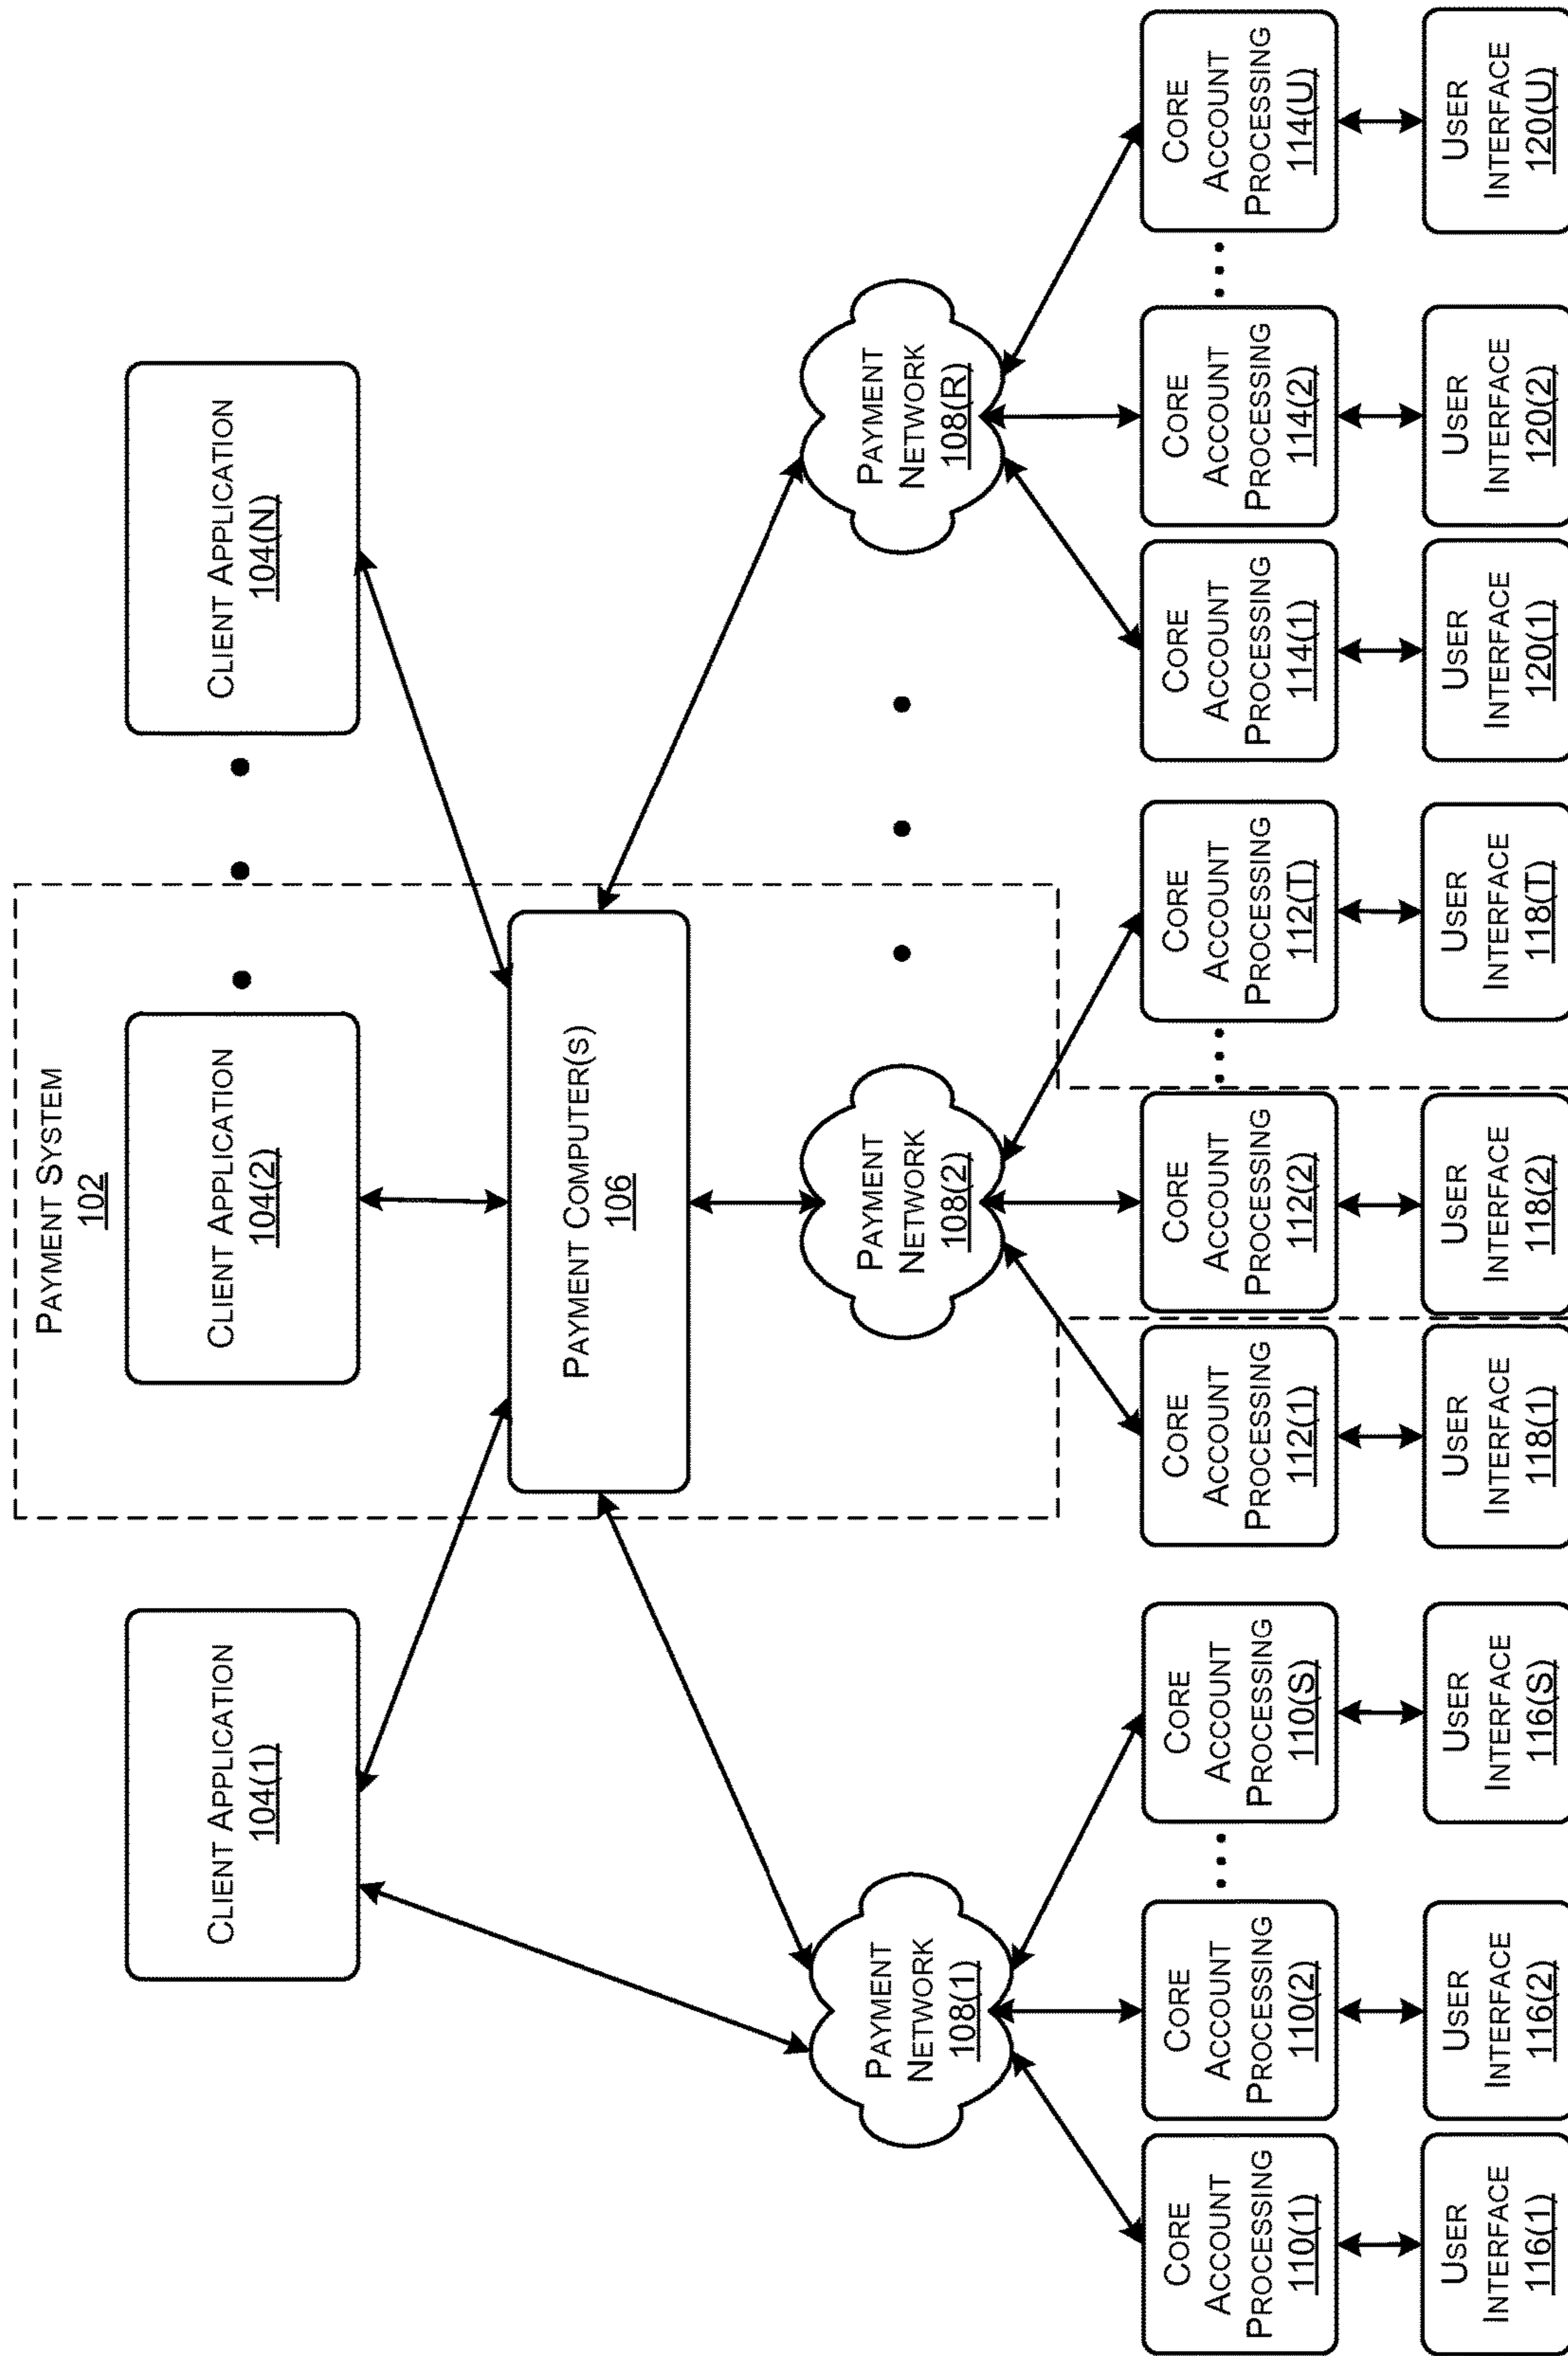 PAYMENT SYSTEM
102
CLIENT APPLICATION
104(1)
CLIENT APPLICATION
104(2)
CLIENT APPLICATION
104(N)
PAYMENT COMPUTER(S)
106
PAYMENT
NETWORK
108(1)
PAYMENT
NETWORK
108(2)
PAYMENT
NETWORK
108(R)
CORE
ACCOUNT
PROCESSING
110(1)
CORE
ACCOUNT
PROCESSING
110(2)
CORE
ACCOUNT
PROCESSING
110(S)
CORE
ACCOUNT
PROCESSING
112(1)
CORE
ACCOUNT
PROCESSING
112(2)
CORE
ACCOUNT
PROCESSING
112(T)
CORE
ACCOUNT
PROCESSING
114(1)
CORE
ACCOUNT
PROCESSING
114(2)
CORE
ACCOUNT
PROCESSING
114(U)
USER
INTERFACE
116(1)
USER
INTERFACE
116(2)
USER
INTERFACE
116(S)
USER
INTERFACE
118(1)
USER
INTERFACE
118(2)
USER
INTERFACE
118(T)
USER
INTERFACE
120(1)
USER
INTERFACE
120(2)
USER
INTERFACE
120(U)